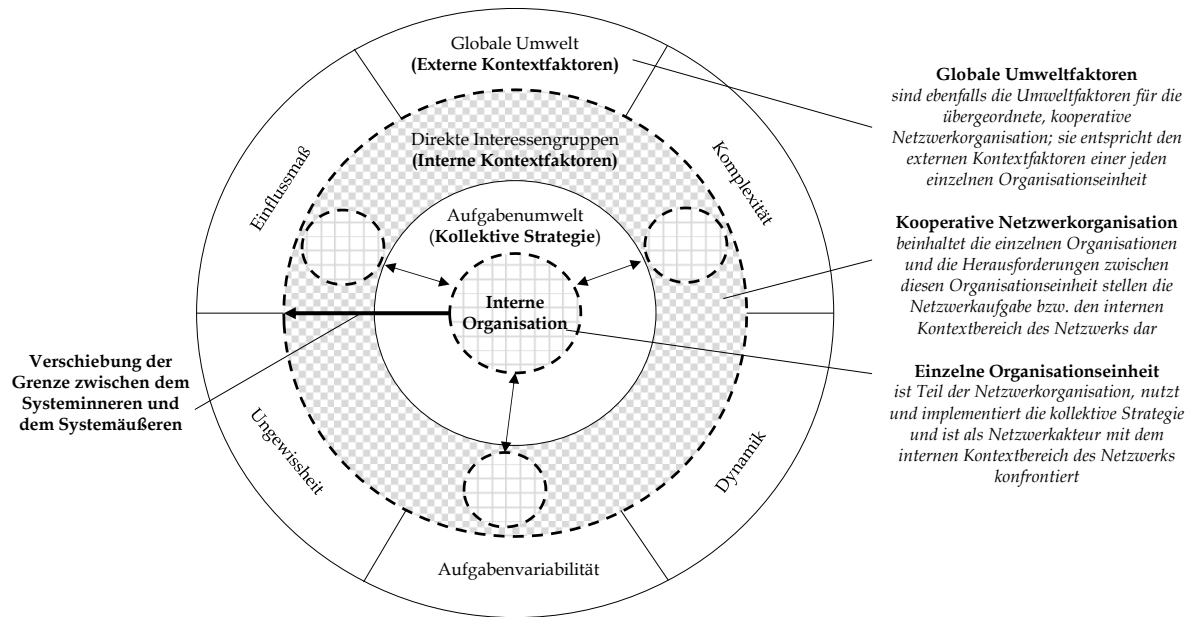 Globale Umwelt
(Externe Kontextfaktoren)
Direkte Interessengruppen
(Interne Kontextfaktoren)
Einflussmaß
Komplexität
Aufgabenumwelt
(Kollektive Strategie)
Interne
Organisation
Verschiebung der
Grenze zwischen dem
Systeminneren und
dem Systemäußeren
Ungewissheit
Dynamik
Aufgabenvariabilität
Globale Umweltfaktoren
sind ebenfalls die Umweltfaktoren für die
übergeordnete, kooperative
Netzwerkorganisation; sie entspricht den
externen Kontextfaktoren einer jeden
einzelnen Organisationseinheit
Kooperative Netzwerkorganisation
beinhaltet die einzelnen Organisationen
und die Herausforderungen zwischen
diesen Organisationseinheit stellen die
Netzwerkaufgabe bzw. den internen
Kontextbereich des Netzwerks dar
Einzelne Organisationseinheit
ist Teil der Netzwerkorganisation, nutzt
und implementiert die kollektive Strategie
und ist als Netzwerkakteur mit dem
internen Kontextbereich des Netzwerks
konfrontiert